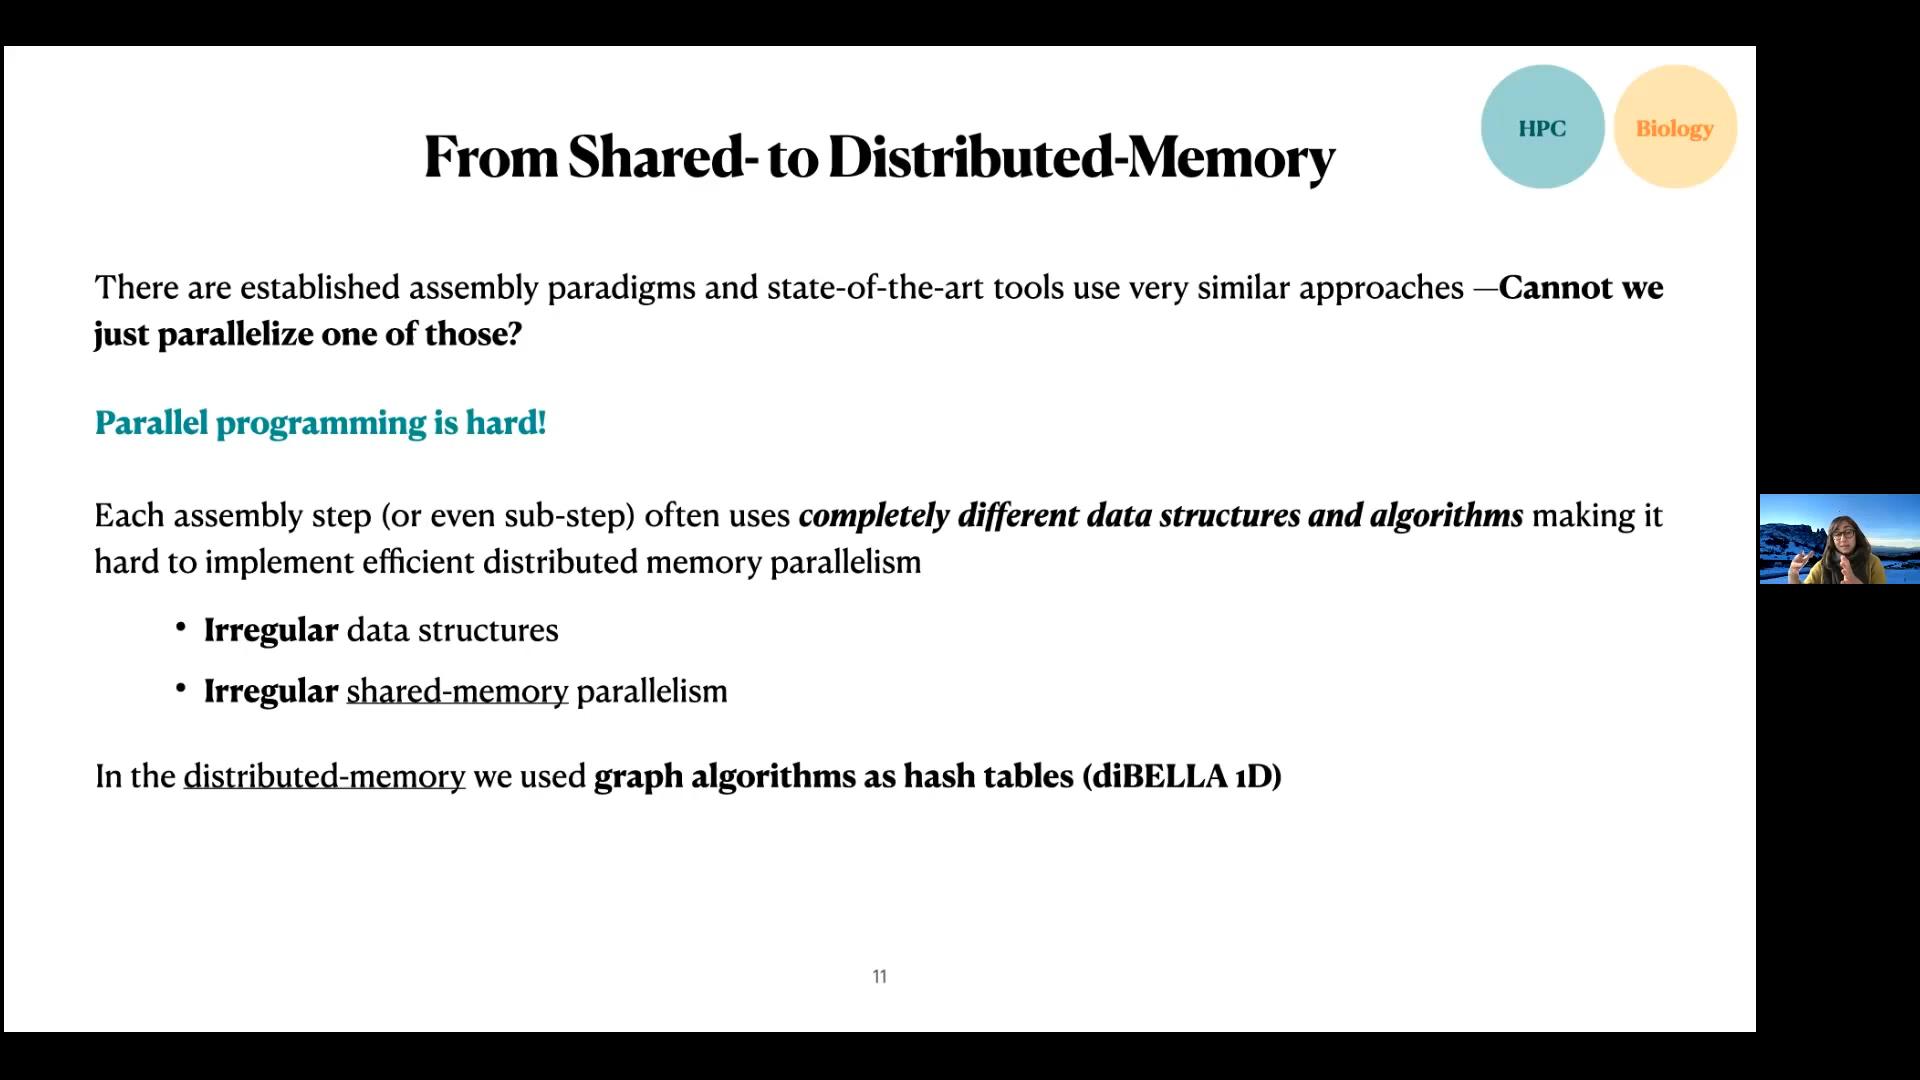 HPC
Biology
From Shared- to Distributed-Memory
There are established assembly paradigms and state-of-the-art tools use very similar approaches —Cannot we
just parallelize one of those?
Parallel programming is hard!
Each assembly step (or even sub-step) often uses completely different data structures and algorithms making it
hard to implement efficient distributed memory parallelism
• Irregular data structures
• Irregular shared-memory parallelism
In the distributed-memory we used graph algorithms as hash tables (diBELLA 1D)
11